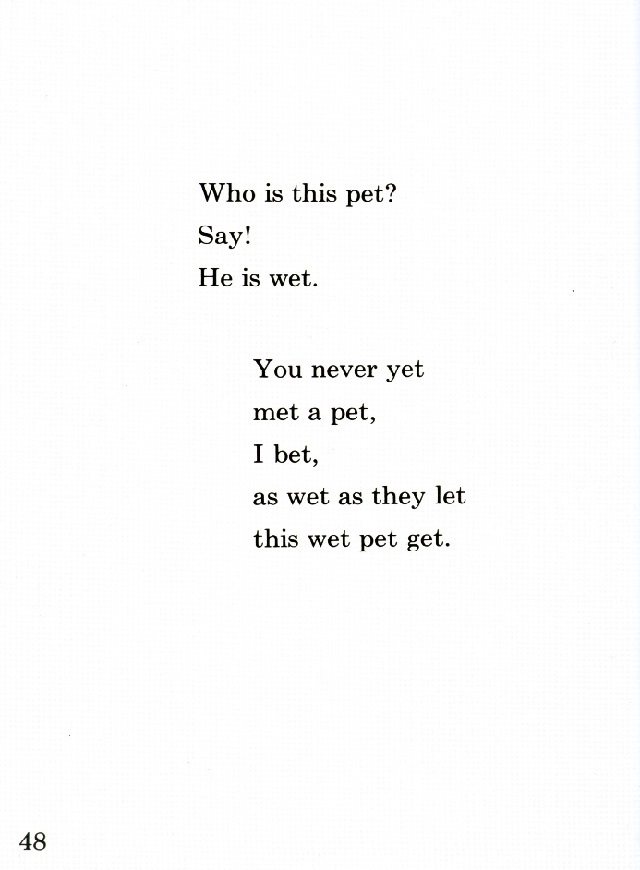 Who is this pet?
Say!
He is wet.
You never yet
met a pet,
I bet,
as wet as they let
this wet pet get.
48